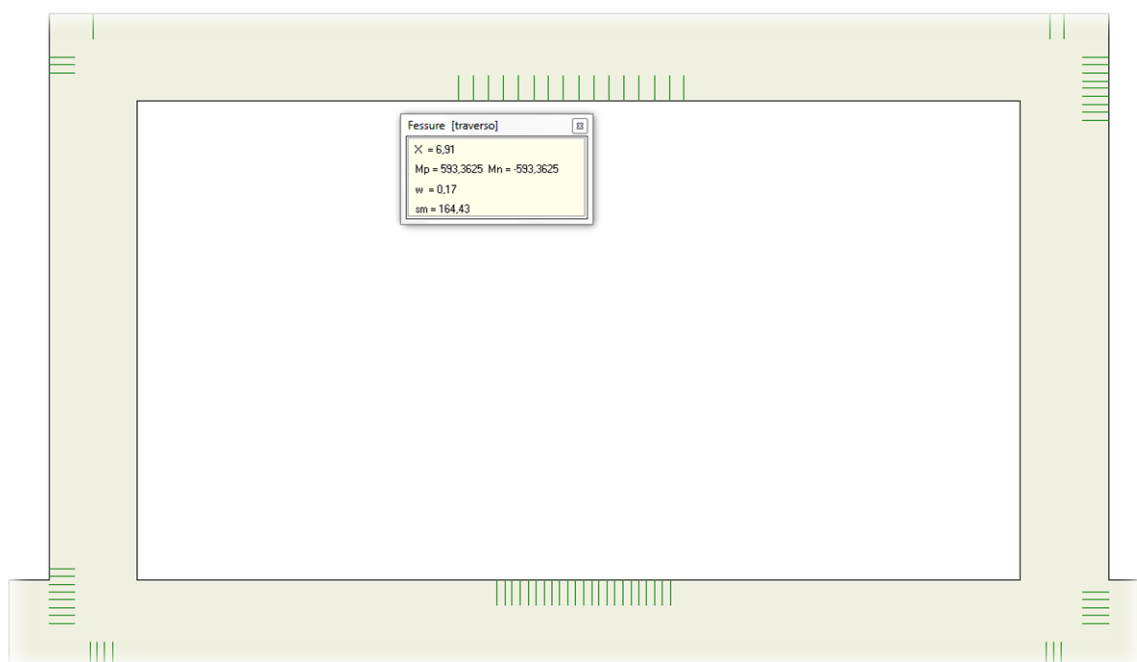 Fessure [traverso]
X = 6,91
Mp = 593,3625 Mn = -593,3625
w = 0,17
sm = 164,43